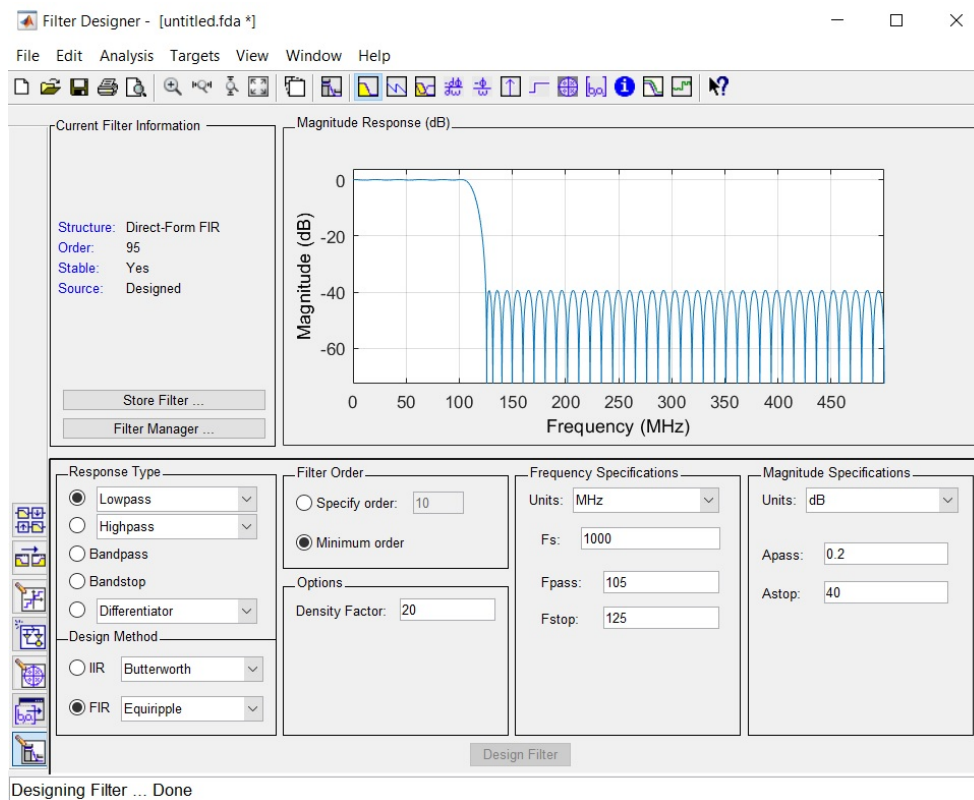 Filter Designer - [untitled.fda *]
File Edit Analysis Targets View Window Help
Current Filter Information
Structure: Direct-Form FIR
Order: 95
Stable: Yes
Source: Designed
Store Filter ...
Filter Manager ...
Magnitude Response (dB)
Magnitude (dB)
0
-20
-40
-60
0 50 100 150 200 250 300 350 400 450
Frequency (MHz)
Response Type
Lowpass
Highpass
Bandpass
Bandstop
Differentiator
Design Method
IIR Butterworth
FIR Equiripple
Filter Order
Specify order: 10
Minimum order
Options
Density Factor: 20
Frequency Specifications
Units: MHz
Fs: 1000
Fpass: 105
Fstop: 125
Magnitude Specifications
Units: dB
Apass: 0.2
Astop: 40
Design Filter
Designing Filter ... Done